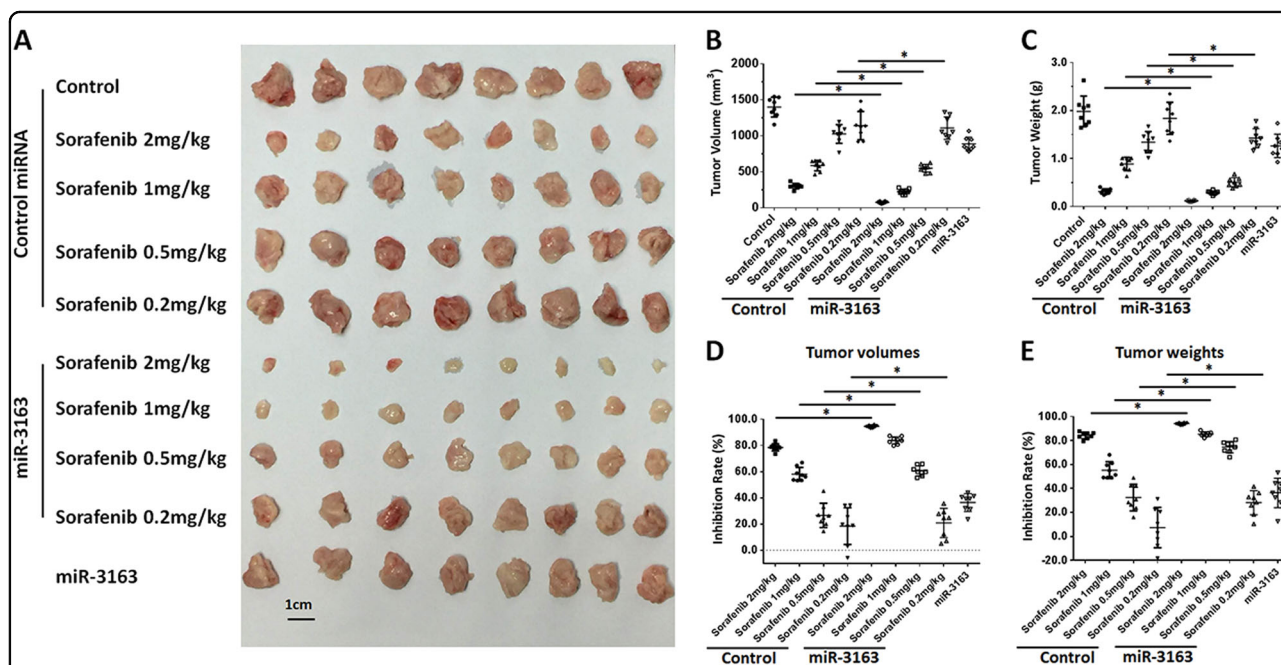 A
Control miRNA
Control
Sorafenib 2mg/kg
Sorafenib 1mg/kg
Sorafenib 0.5mg/kg
Sorafenib 0.2mg/kg
miR-3163
Sorafenib 2mg/kg
Sorafenib 1mg/kg
Sorafenib 0.5mg/kg
Sorafenib 0.2mg/kg
miR-3163
1cm
B
Tumor Volume (mm³)
2000
1500
1000
500
0
*
*
*
*
Control
Sorafenib 2mg/kg
Sorafenib 1mg/kg
Sorafenib 0.5mg/kg
Sorafenib 0.2mg/kg
Sorafenib 2mg/kg
Sorafenib 1mg/kg
Sorafenib 0.5mg/kg
Sorafenib 0.2mg/kg
miR-3163
Control miR-3163
C
Tumor Weight (g)
3.0
2.0
1.0
0.0
*
*
*
*
Control
Sorafenib 2mg/kg
Sorafenib 1mg/kg
Sorafenib 0.5mg/kg
Sorafenib 0.2mg/kg
Sorafenib 2mg/kg
Sorafenib 1mg/kg
Sorafenib 0.5mg/kg
Sorafenib 0.2mg/kg
miR-3163
Control miR-3163
D
Tumor volumes
Inhibition Rate (%)
100.0
80.0
60.0
40.0
20.0
0.0
*
*
*
*
Sorafenib 2mg/kg
Sorafenib 1mg/kg
Sorafenib 0.5mg/kg
Sorafenib 0.2mg/kg
Sorafenib 2mg/kg
Sorafenib 1mg/kg
Sorafenib 0.5mg/kg
Sorafenib 0.2mg/kg
miR-3163
Control miR-3163
E
Tumor weights
Inhibition Rate (%)
100.0
80.0
60.0
40.0
20.0
0.0
-20.0
*
*
*
*
Sorafenib 2mg/kg
Sorafenib 1mg/kg
Sorafenib 0.5mg/kg
Sorafenib 0.2mg/kg
Sorafenib 2mg/kg
Sorafenib 1mg/kg
Sorafenib 0.5mg/kg
Sorafenib 0.2mg/kg
miR-3163
Control miR-3163